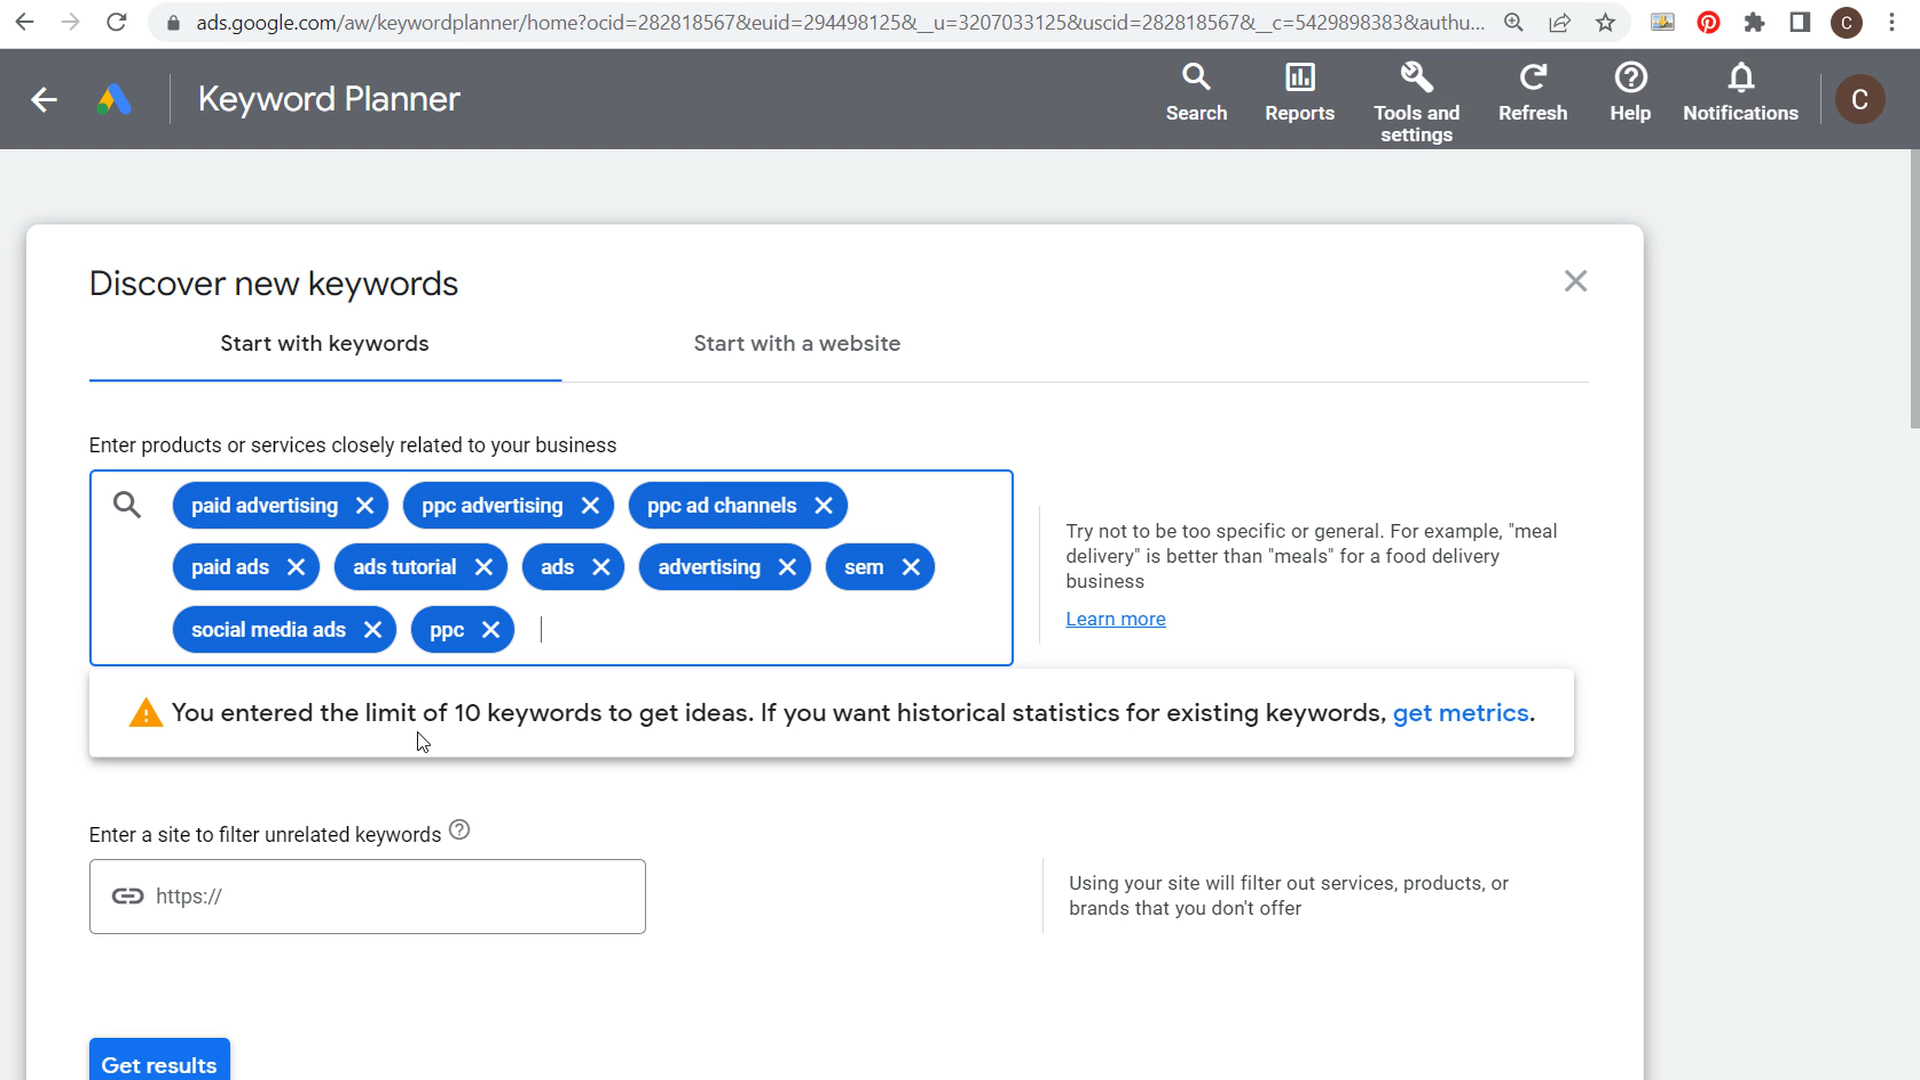 ads.google.com/aw/keywordplanner/home?ocid=282818567&euid=294498125&__u=3207033125&uscid=282818567&__c=5429898383&authu...
C
Keyword Planner
Search
Reports
Tools and
settings
Refresh
Help
Notifications
C
Discover new keywords
Start with keywords
Start with a website
Enter products or services closely related to your business
paid advertising
ppc advertising
ppc ad channels
paid ads
ads tutorial
ads
advertising
sem
social media ads
ppc
Try not to be too specific or general. For example, "meal
delivery" is better than "meals" for a food delivery
business
Learn more
You entered the limit of 10 keywords to get ideas. If you want historical statistics for existing keywords, get metrics.
Enter a site to filter unrelated keywords
https://
Using your site will filter out services, products, or
brands that you don't offer
Get results